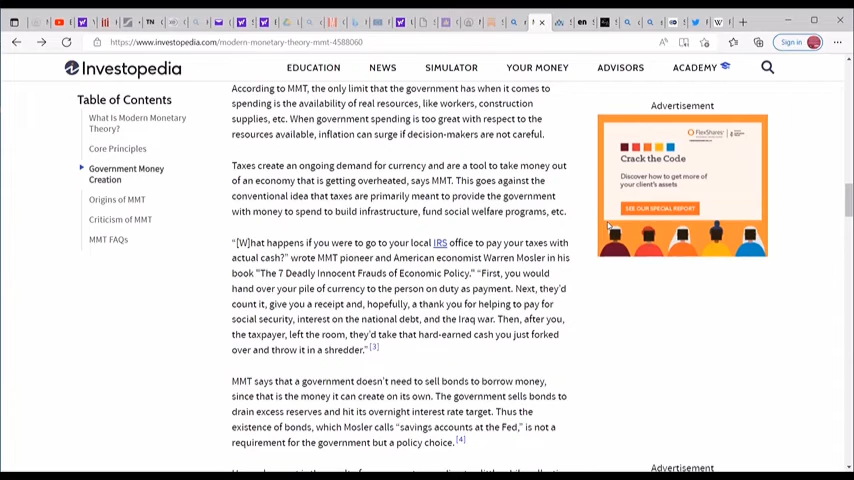 TN
en
W
https://www.investopedia.com/modern-monetary-theory-mmt-4588060
Sign in
Investopedia
EDUCATION NEWS SIMULATOR YOUR MONEY ADVISORS ACADEMY
Table of Contents
What Is Modern Monetary
Theory?
Core Principles
Government Money
Creation
Origins of MMT
Criticism of MMT
MMT FAQs
According to MMT, the only limit that the government has when it comes to
spending is the availability of real resources, like workers, construction
supplies, etc. When government spending is too great with respect to the
resources available, inflation can surge if decision-makers are not careful.
Taxes create an ongoing demand for currency and are a tool to take money out
of an economy that is getting overheated, says MMT. This goes against the
conventional idea that taxes are primarily meant to provide the government
with money to spend to build infrastructure, fund social welfare programs, etc.
“[W]hat happens if you were to go to your local IRS office to pay your taxes with
actual cash?” wrote MMT pioneer and American economist Warren Mosler in his
book "The 7 Deadly Innocent Frauds of Economic Policy." “First, you would
hand over your pile of currency to the person on duty as payment. Next, they’d
count it, give you a receipt and, hopefully, a thank you for helping to pay for
social security, interest on the national debt, and the Iraq war. Then, after you,
the taxpayer, left the room, they’d take that hard-earned cash you just forked
over and throw it in a shredder.” [3]
MMT says that a government doesn’t need to sell bonds to borrow money,
since that is the money it can create on its own. The government sells bonds to
drain excess reserves and hit its overnight interest rate target. Thus the
existence of bonds, which Mosler calls “savings accounts at the Fed,” is not a
requirement for the government but a policy choice. [4]
Advertisement
FlexShares
Crack the Code
Discover how to get more of
your client's assets
SEE OUR SPECIAL REPORT
Advertisement